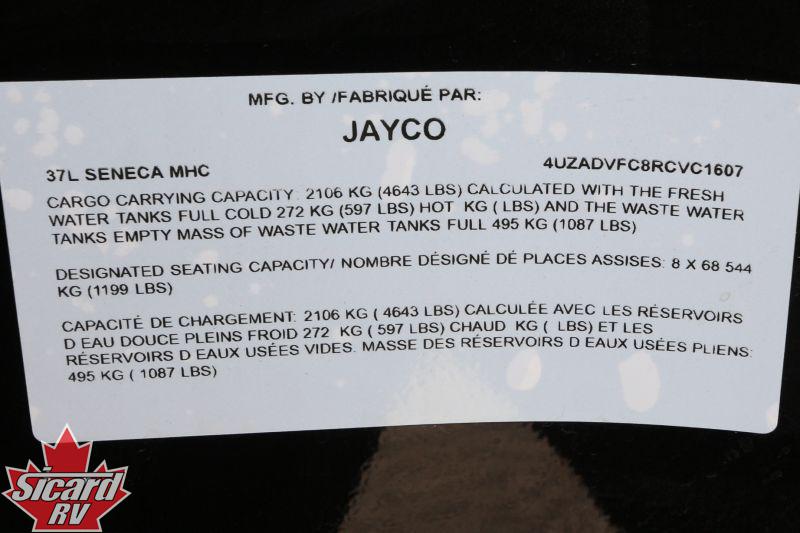 MFG. BY /FABRIQUÉ PAR:
JAYCO
37L SENECA MHC 4UZADVFC8RCVC1607
CARGO CARRYING CAPACITY: 2106 KG (4643 LBS) CALCULATED WITH THE FRESH
WATER TANKS FULL COLD 272 KG (597 LBS) HOT KG ( LBS) AND THE WASTE WATER
TANKS EMPTY MASS OF WASTE WATER TANKS FULL 495 KG (1087 LBS)
DESIGNATED SEATING CAPACITY/ NOMBRE DÉSIGNÉ DÉ PLACES ASSISES: 8 X 68 544
KG (1199 LBS)
CAPACITÉ DE CHARGEMENT: 2106 KG ( 4643 LBS) CALCULÉE AVEC LES RÉSERVOIRS
D EAU DOUCE PLEINS FROID 272 KG ( 597 LBS) CHAUD KG ( LBS) ET LES
RÉSERVOIRS D EAUX USÉES VIDES. MASSE DES RÉSERVOIRS D EAUX USÉES PLIENS:
495 KG ( 1087 LBS)
Sicard
RV